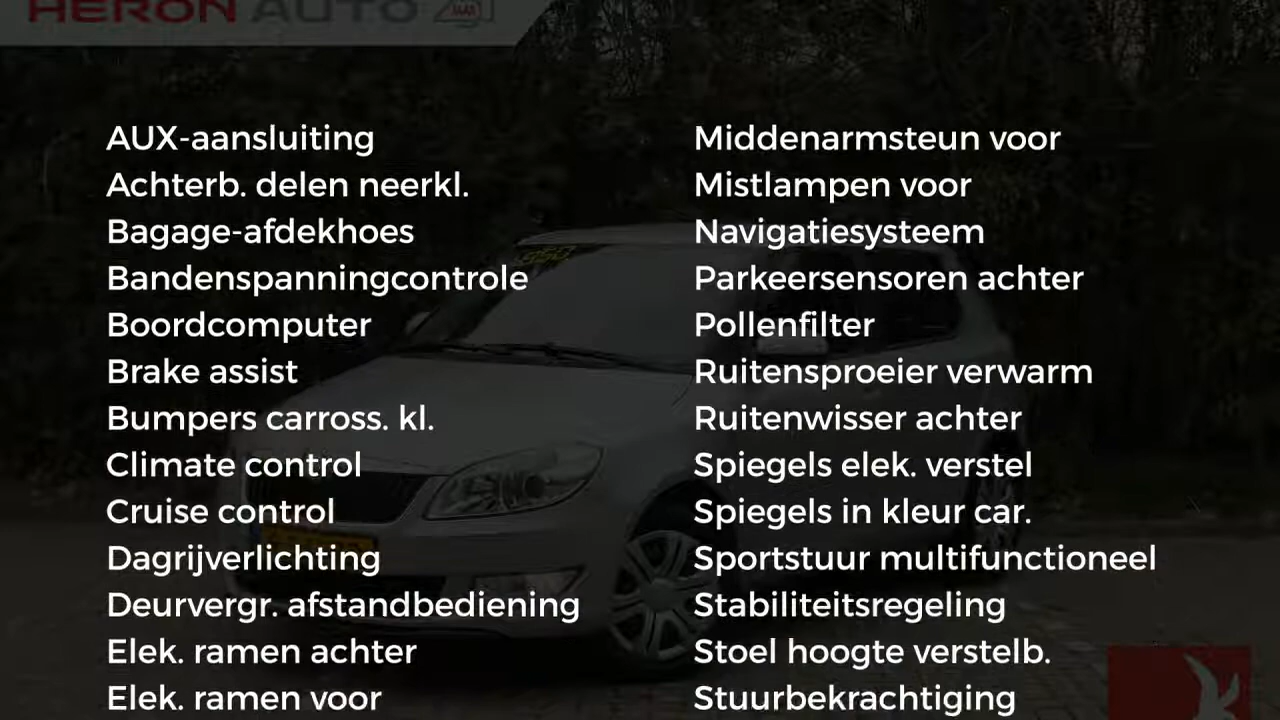 HERON AUTO
AUX-aansluiting
Achterb. delen neerkl.
Bagage-afdekhoes
Bandenspanningcontrole
Boordcomputer
Brake assist
Bumpers carross. kl.
Climate control
Cruise control
Dagrijverlichting
Deurvergr. afstandbediening
Elek. ramen achter
Elek. ramen voor
Middenarmsteun voor
Mistlampen voor
Navigatiesysteem
Parkeersensoren achter
Pollenfilter
Ruitensproeier verwarm
Ruitenwisser achter
Spiegels elek. verstel
Spiegels in kleur car.
Sportstuur multifunctioneel
Stabiliteitsregeling
Stoel hoogte verstelb.
Stuurbekrachtiging